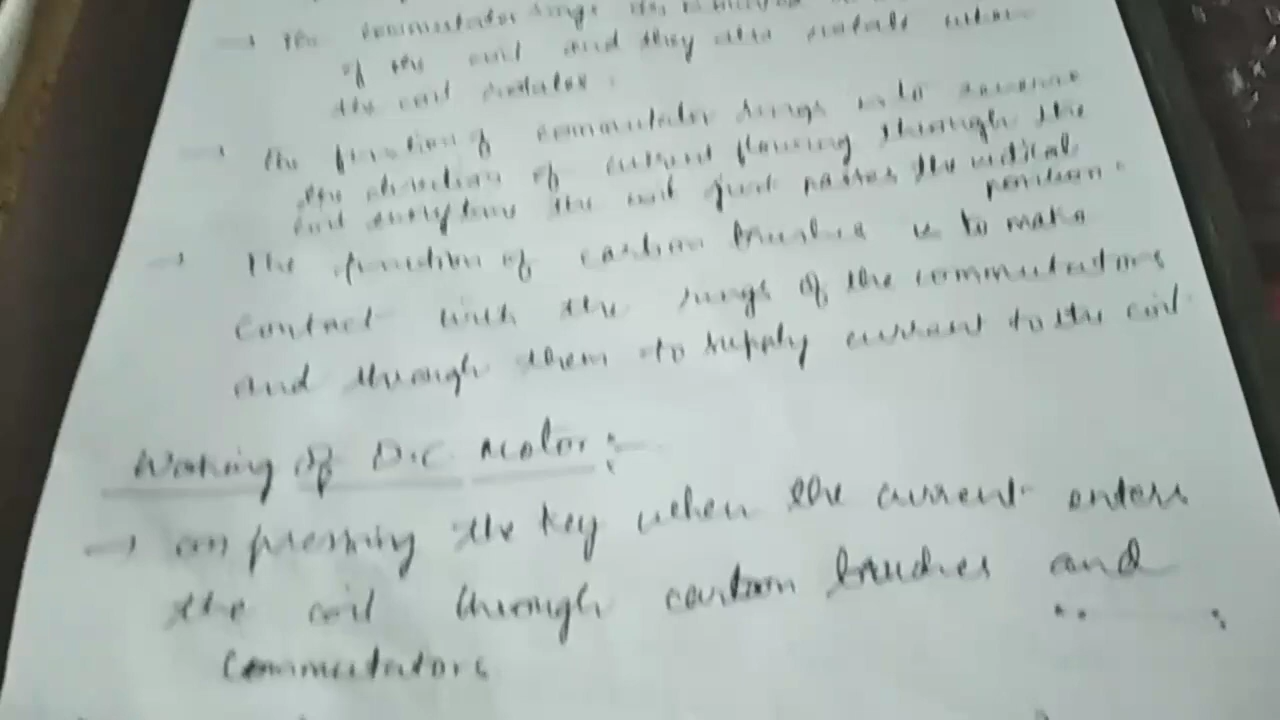 → The commutator rings
of the coil and they also rotate when
the coil rotates.
→ The function of commutator rings is to reverse
the direction of current flowing through the
coil everytime the coil just passes the vertical
position.
→ The function of carbon brushes is to make
contact with the rings of the commutators
and through them to supply current to the coil.
Working of D.C. motor :-
→ on pressing the key when the current enters
the coil through carbon brushes and
commutators